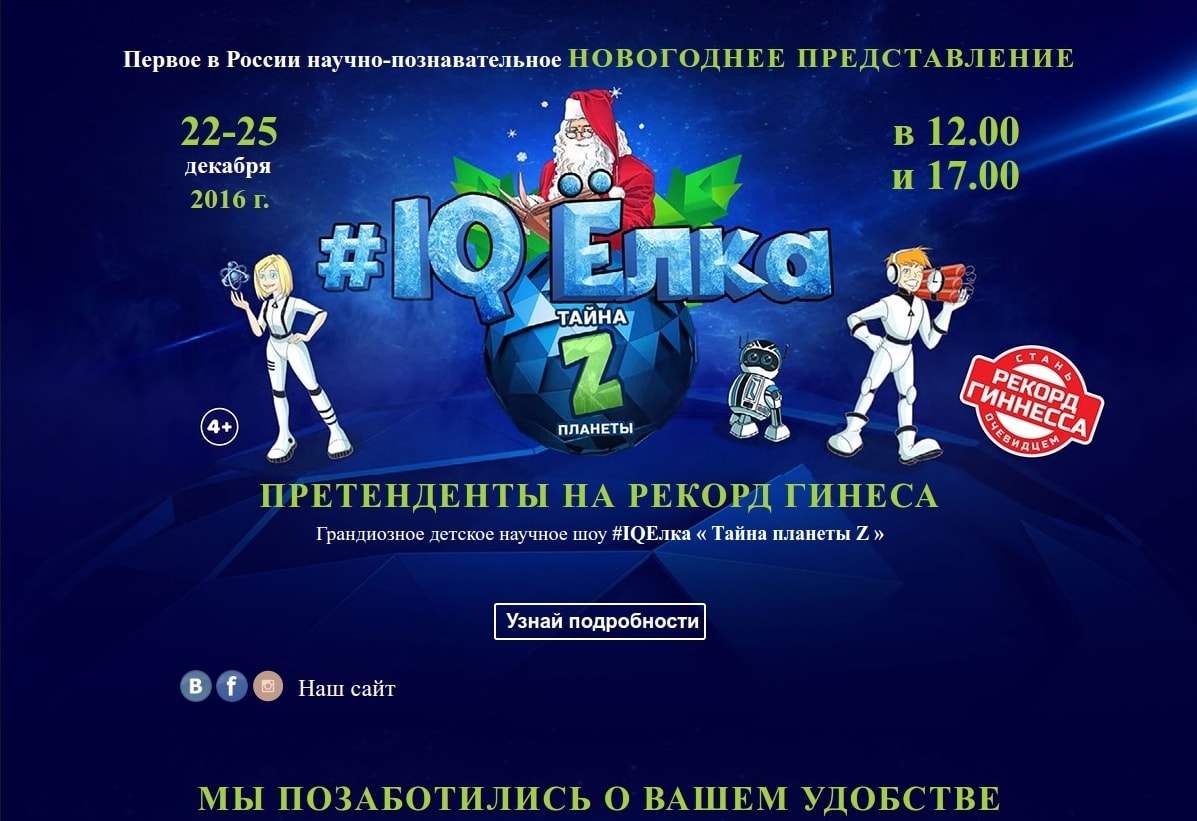 Первое в России научно-познавательное НОВОГОДНЕЕ ПРЕДСТАВЛЕНИЕ
22-25
декабря
2016 г.
в 12.00
и 17.00
#IQ Ёлка
ТАЙНА
Z
ПЛАНЕТЫ
4+
СТАНЬ
РЕКОРД
ГИННЕССА
ОЧЕВИДЦЕМ
ПРЕТЕНДЕНТЫ НА РЕКОРД ГИНЕСА
Грандиозное детское научное шоу #IQЕлка « Тайна планеты Z »
Узнай подробности
B f Наш сайт
МЫ ПОЗАБОТИЛИСЬ О ВАШЕМ УДОБСТВЕ